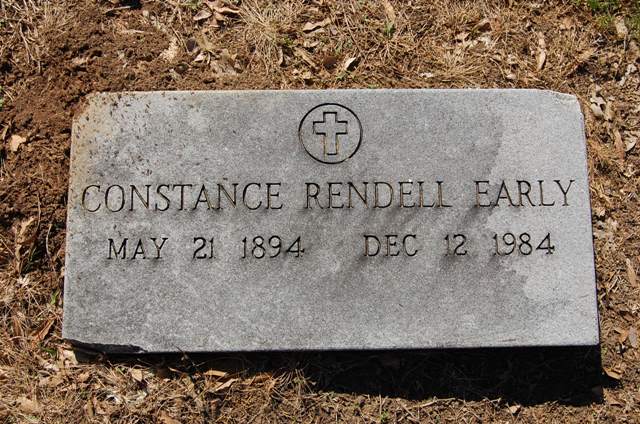 CONSTANCE RENDELL EARLY
MAY 21 1894 DEC 12 1984